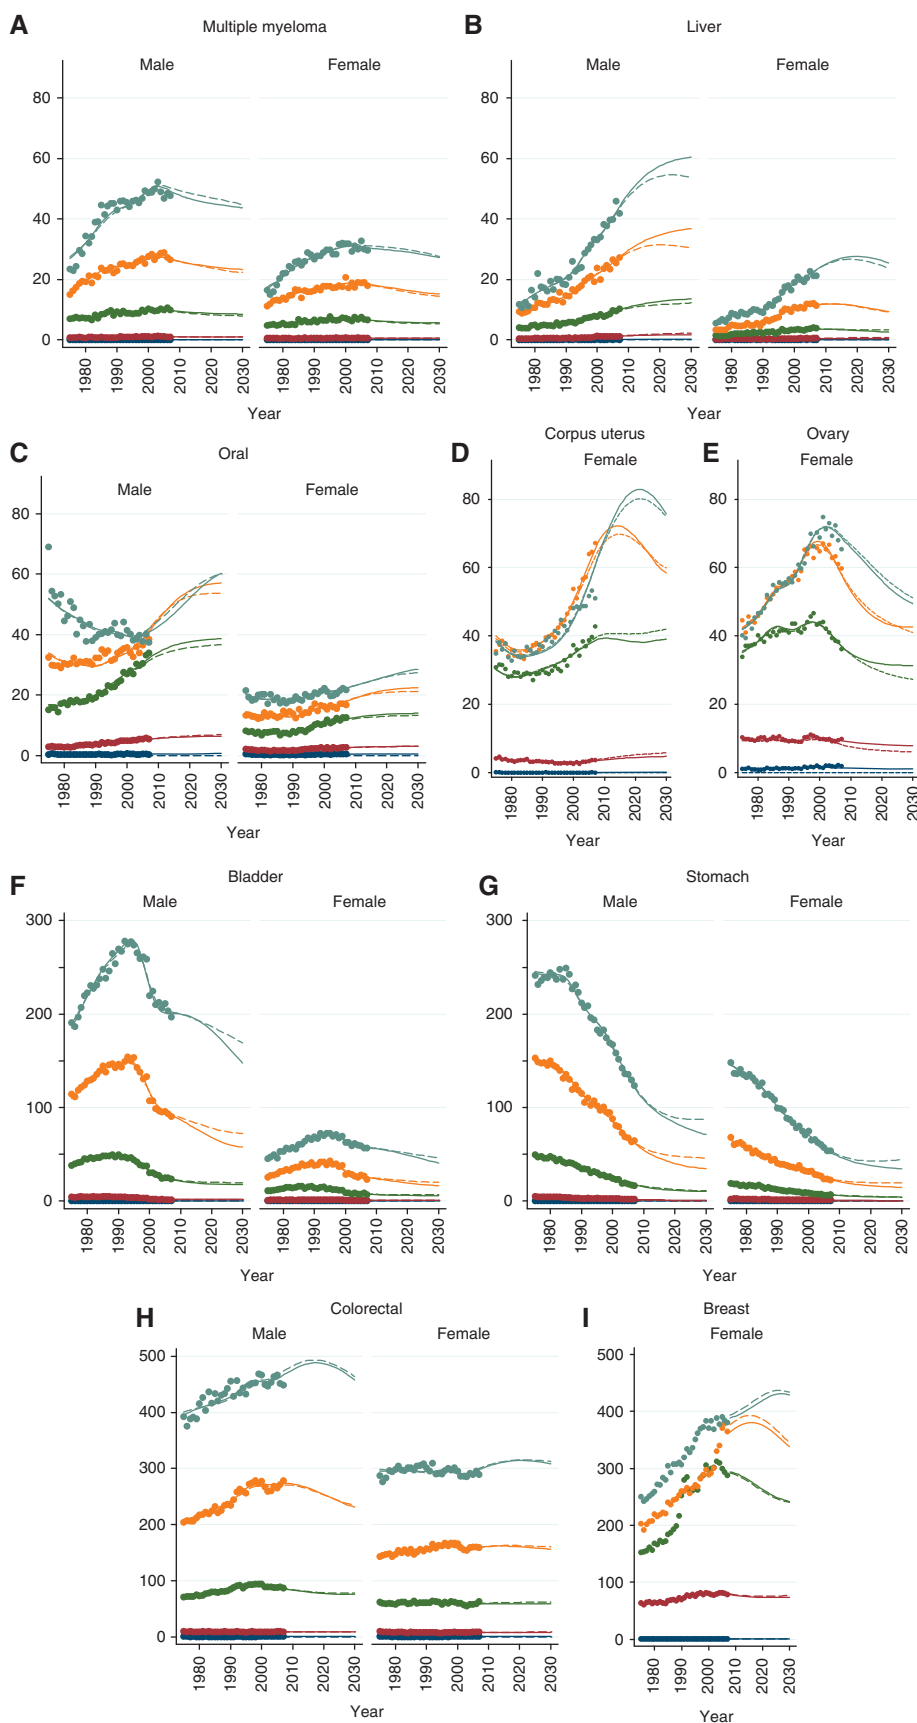 A Multiple myeloma
Male Female
80
60
40
20
0
1980 1990 2000 2010 2020 2030 1980 1990 2000 2010 2020 2030
Year
B Liver
Male Female
80
60
40
20
0
1980 1990 2000 2010 2020 2030 1980 1990 2000 2010 2020 2030
Year
C Oral
Male Female
80
60
40
20
0
1980 1990 2000 2010 2020 2030 1980 1990 2000 2010 2020 2030
Year
D Corpus uterus
Female
80
60
40
20
0
1980 1990 2000 2010 2020 2030
Year
E Ovary
Female
80
60
40
20
0
1980 1990 2000 2010 2020 2030
Year
F Bladder
Male Female
300
200
100
0
1980 1990 2000 2010 2020 2030 1980 1990 2000 2010 2020 2030
Year
G Stomach
Male Female
300
200
100
0
1980 1990 2000 2010 2020 2030 1980 1990 2000 2010 2020 2030
Year
H Colorectal
Male Female
500
400
300
200
100
0
1980 1990 2000 2010 2020 2030 1980 1990 2000 2010 2020 2030
Year
I Breast
Female
500
400
300
200
100
0
1980 1990 2000 2010 2020 2030
Year